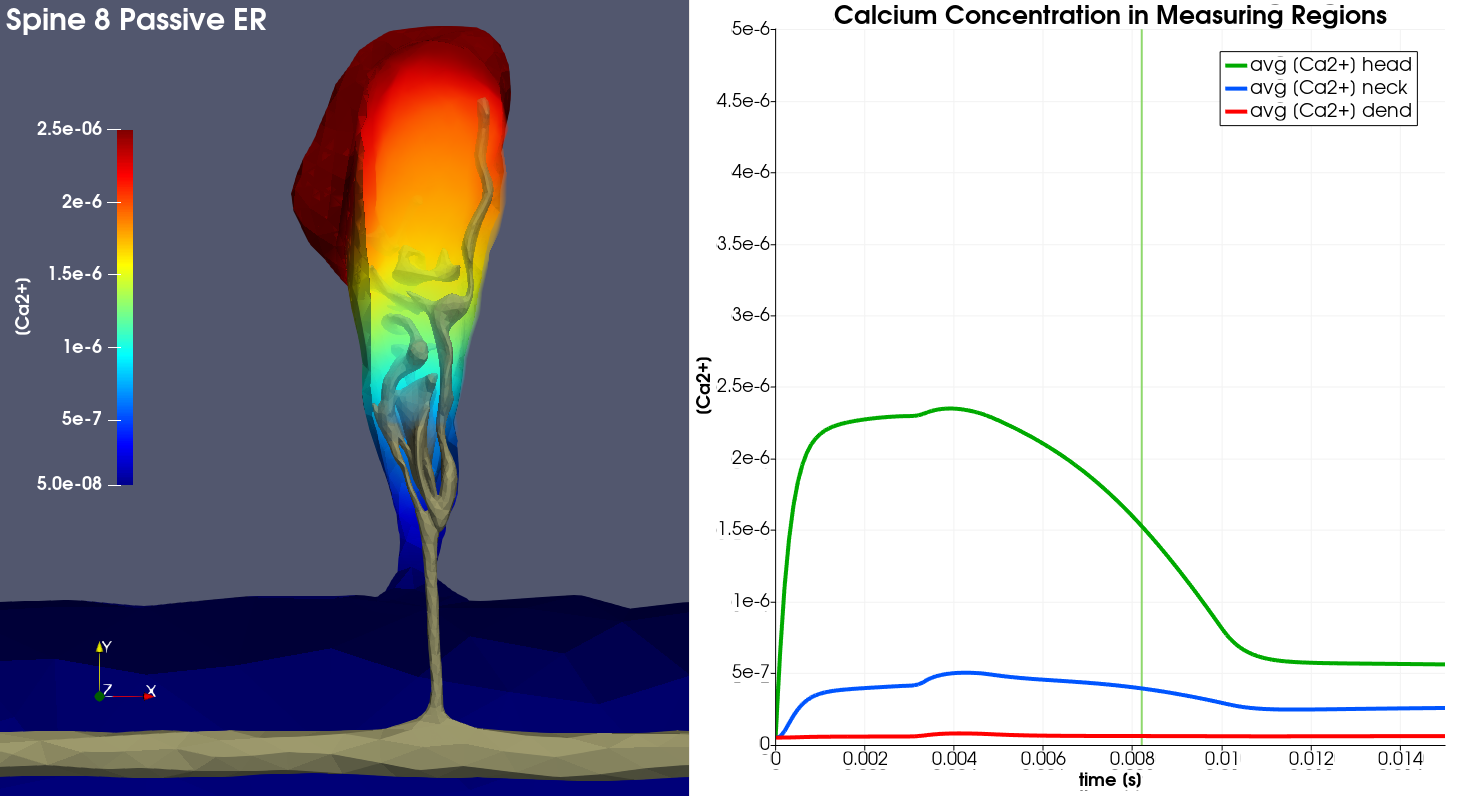 Spine 8 Passive ER
2.5e-06
2e-6
1.5e-6
1e-6
5e-7
5.0e-08
(Ca2+)
Y
Z
X
Calcium Concentration in Measuring Regions
avg (Ca2+) head
avg (Ca2+) neck
avg (Ca2+) dend
5e-6
4.5e-6
4e-6
3.5e-6
3e-6
2.5e-6
2e-6
1.5e-6
1e-6
5e-7
0
(Ca2+)
0 0.002 0.004 0.006 0.008 0.01 0.012 0.014
time (s)